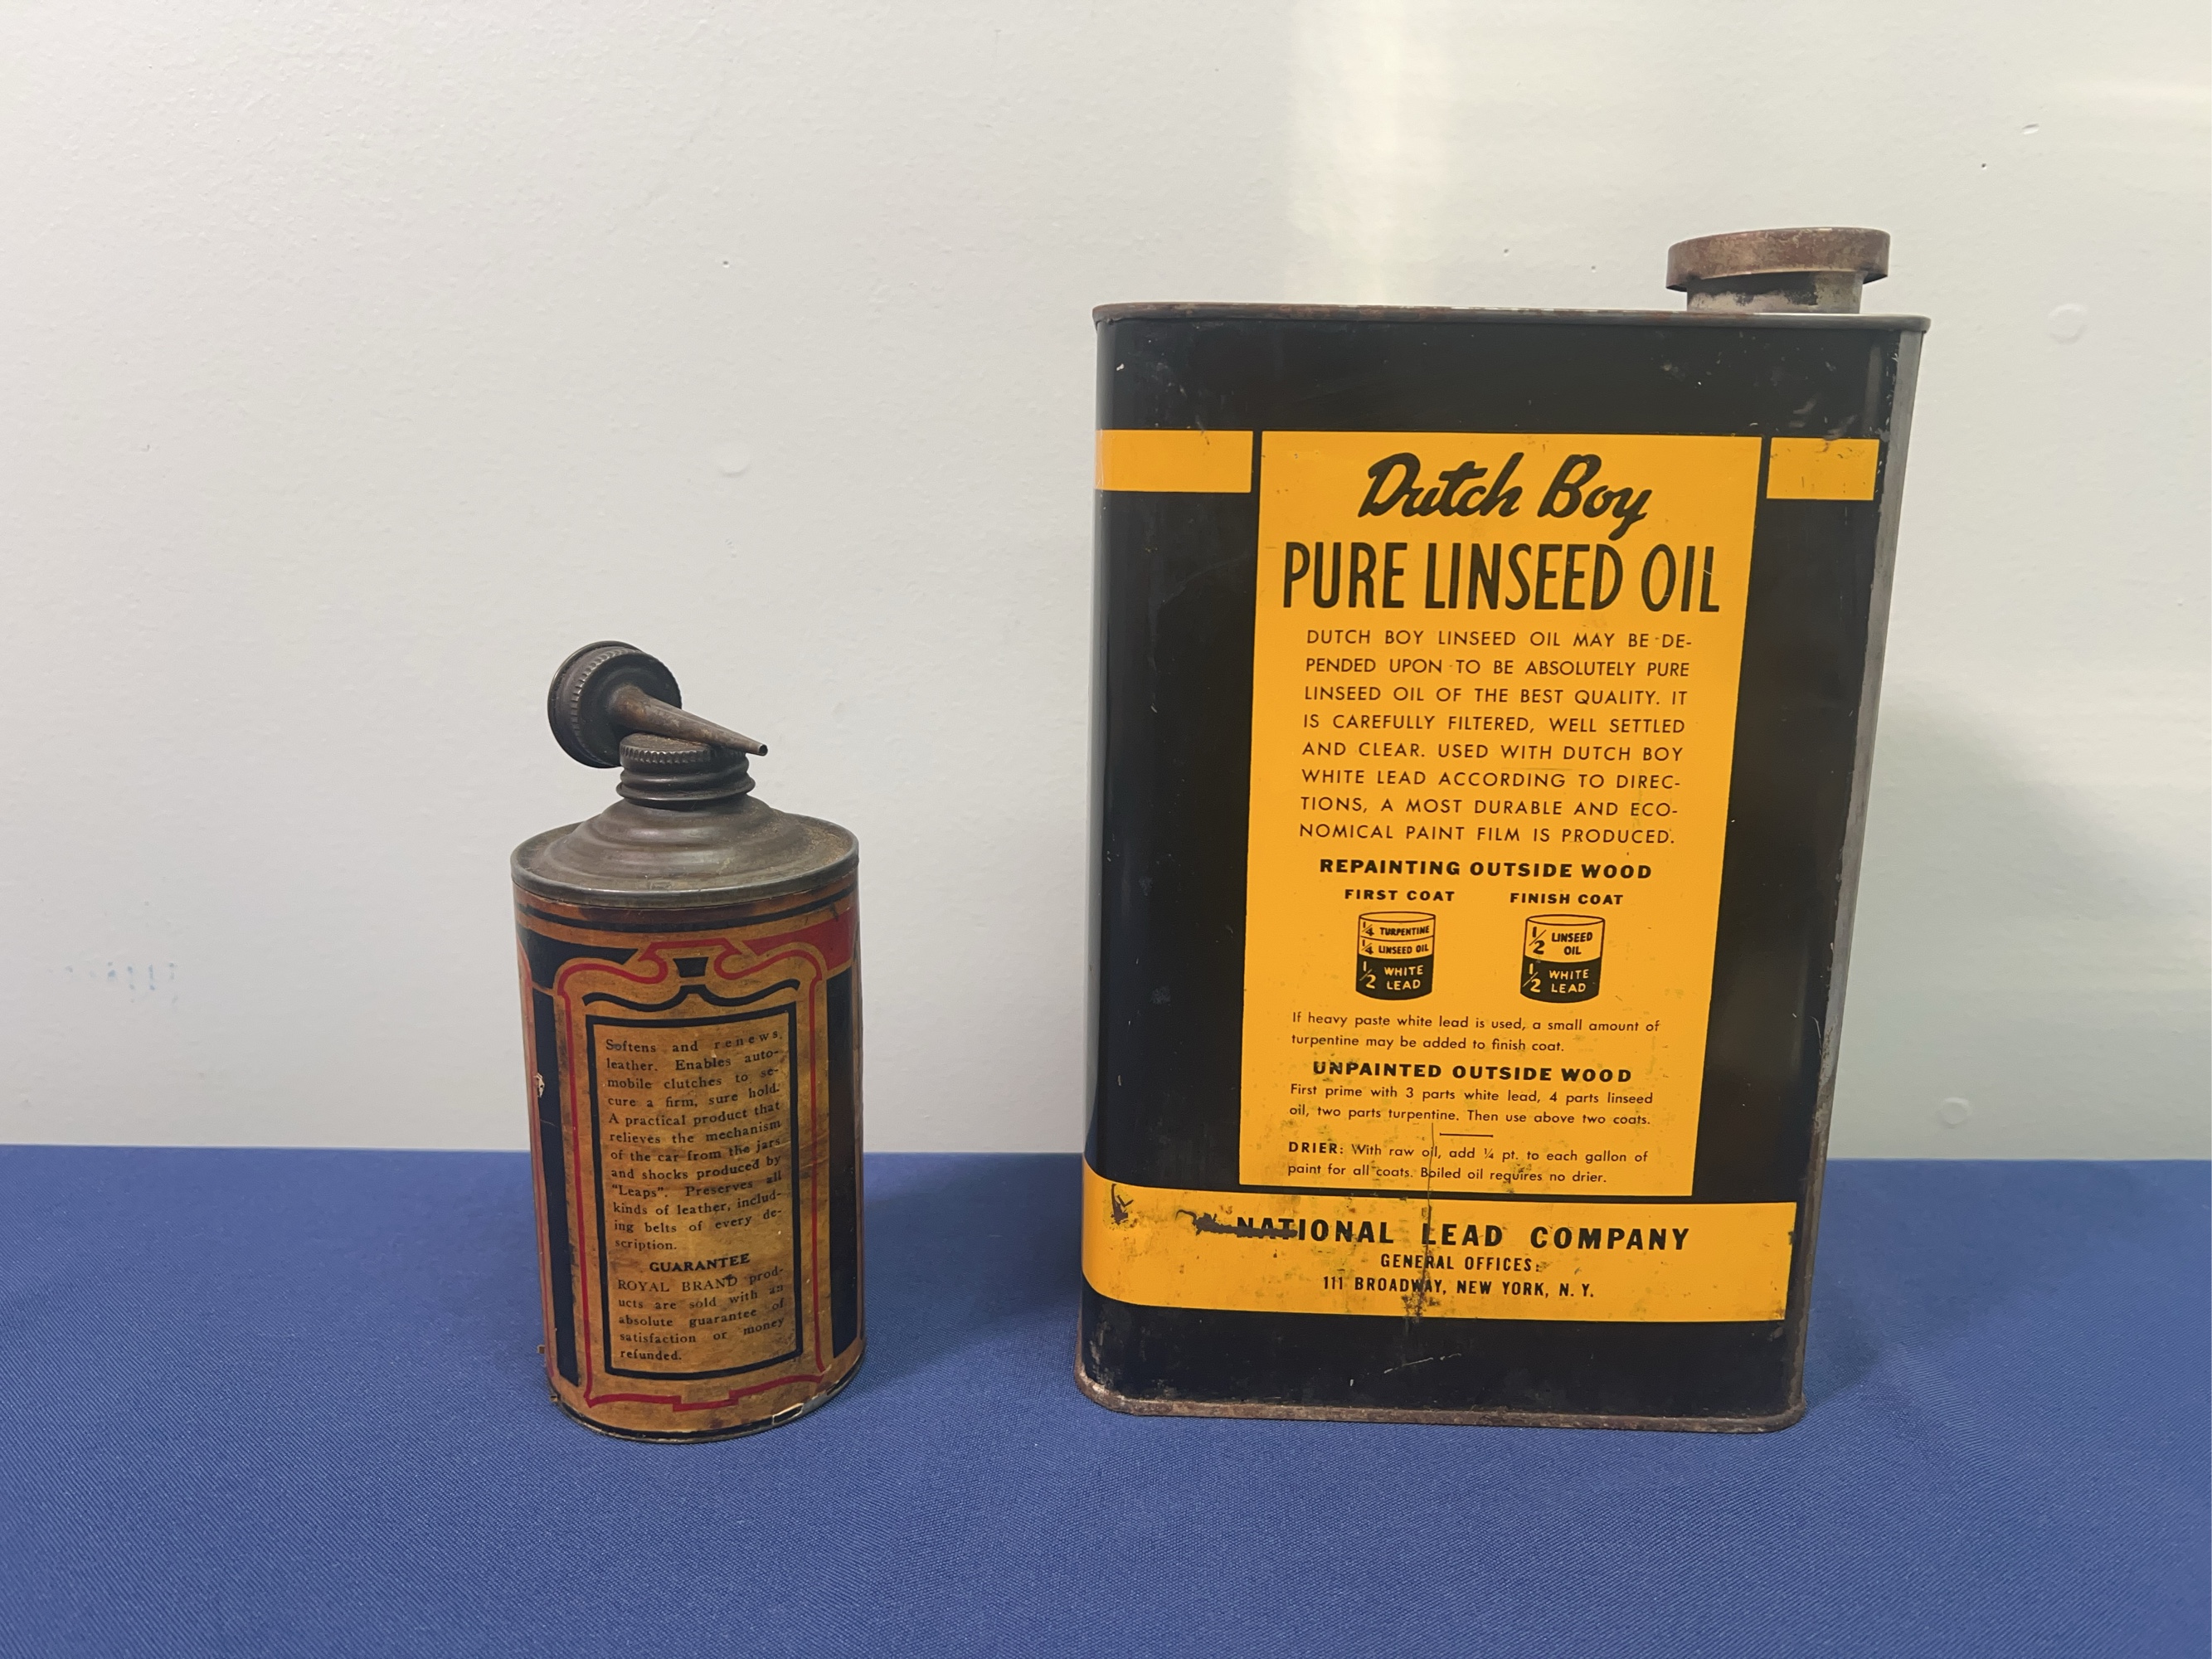 Softens and renews
leather. Enables auto-
mobile clutches to se-
cure a firm, sure hold.
A practical product that
relieves the mechanism
of the car from the jars
and shocks produced by
"Leaps". Preserves all
kinds of leather, includ-
ing belts of every de-
scription.
GUARANTEE
ROYAL BRAND prod-
ucts are sold with an
absolute guarantee of
satisfaction or money
refunded.
Dutch Boy
PURE LINSEED OIL
DUTCH BOY LINSEED OIL MAY BE DE-
PENDED UPON TO BE ABSOLUTELY PURE
LINSEED OIL OF THE BEST QUALITY. IT
IS CAREFULLY FILTERED, WELL SETTLED
AND CLEAR. USED WITH DUTCH BOY
WHITE LEAD ACCORDING TO DIREC-
TIONS, A MOST DURABLE AND ECO-
NOMICAL PAINT FILM IS PRODUCED.
REPAINTING OUTSIDE WOOD
FIRST COAT
1/4 TURPENTINE
1/4 LINSEED OIL
1/2 WHITE
LEAD
FINISH COAT
1/2 LINSEED
OIL
1/2 WHITE
LEAD
If heavy paste white lead is used, a small amount of
turpentine may be added to finish coat.
UNPAINTED OUTSIDE WOOD
First prime with 3 parts white lead, 4 parts linseed
oil, two parts turpentine. Then use above two coats.
DRIER: With raw oil, add ¼ pt. to each gallon of
paint for all coats. Boiled oil requires no drier.
NATIONAL LEAD COMPANY
GENERAL OFFICES:
111 BROADWAY, NEW YORK, N. Y.